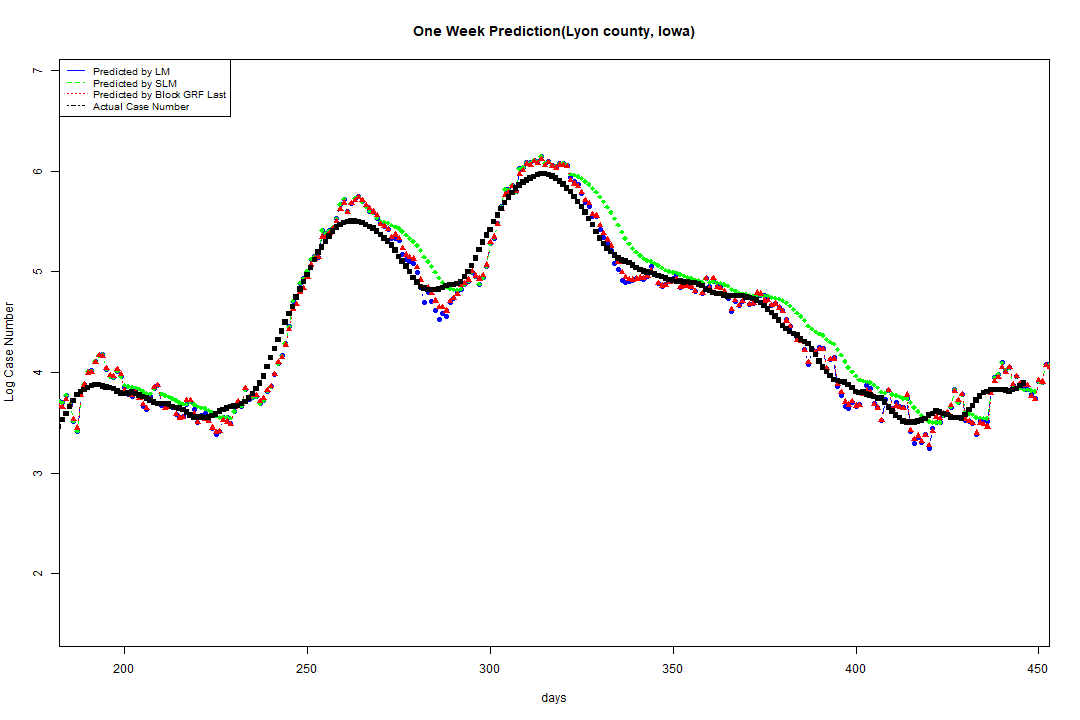 One Week Prediction(Lyon county, Iowa)
Predicted by LM
Predicted by SLM
Predicted by Block GRF Last
Actual Case Number
7
6
5
4
3
2
Log Case Number
200 250 300 350 400 450
days